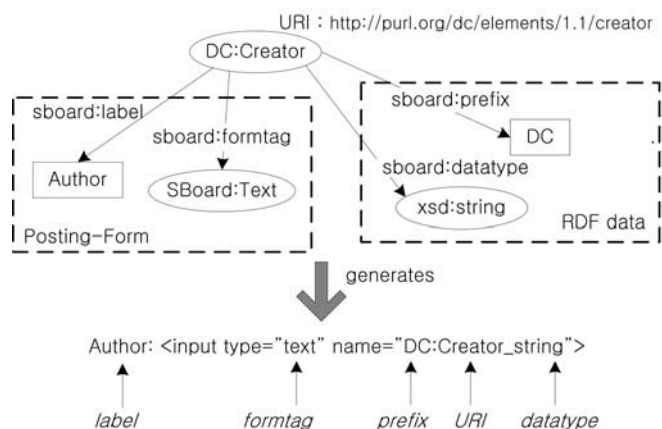 URI : http://purl.org/dc/elements/1.1/creator
DC:Creator
sboard:label
sboard:prefix
sboard:formtag
DC
Author
SBoard:Text
sboard:datatype
xsd:string
Posting-Form
RDF data
generates
Author: <input type="text" name="DC:Creator_string">
label formtag prefix URI datatype